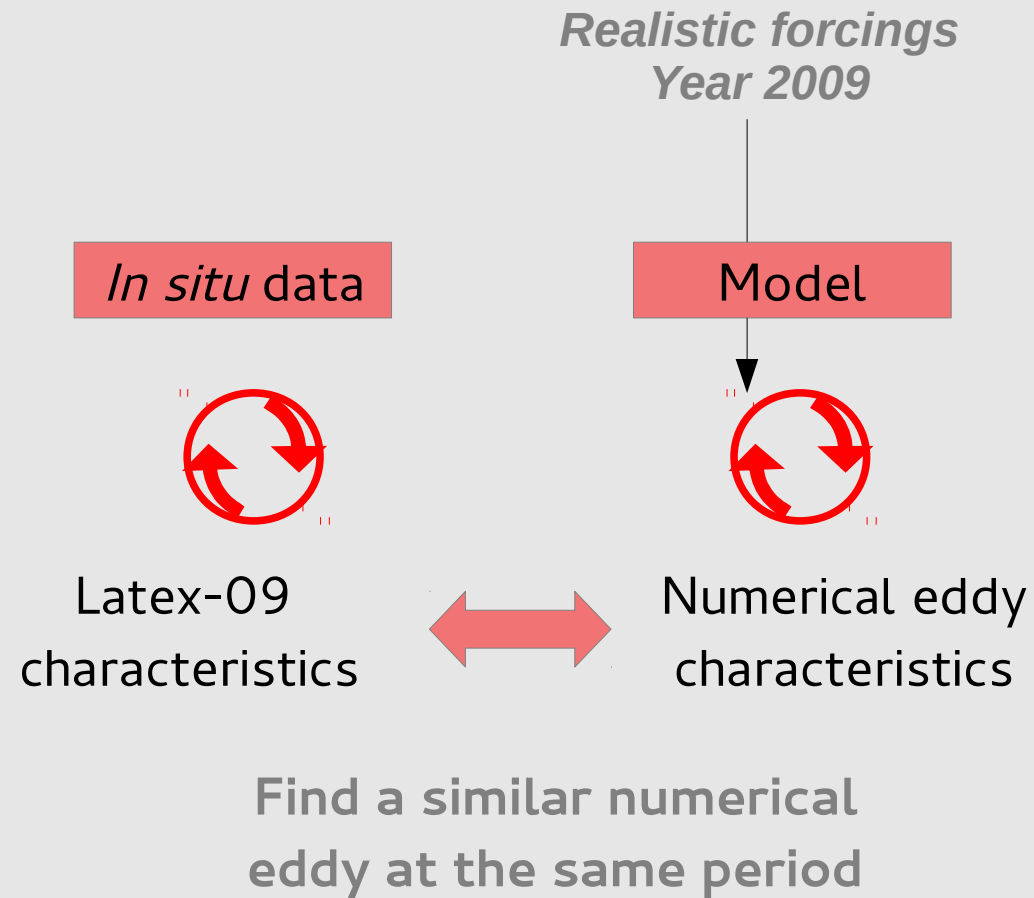 Realistic forcings
Year 2009
In situ data
Model
Latex-09
characteristics
Numerical eddy
characteristics
Find a similar numerical
eddy at the same period